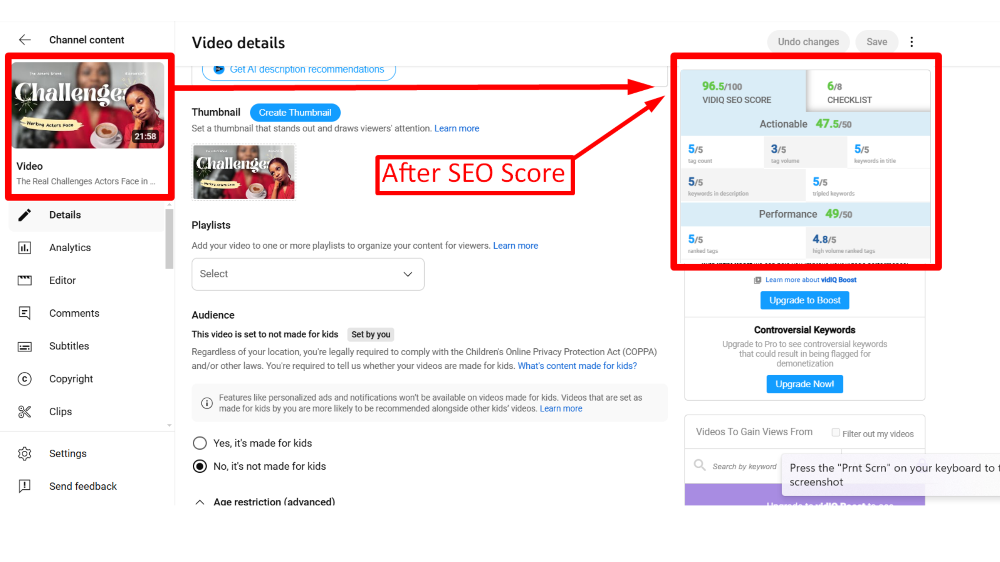 Channel content
The Actors Brand
Challenges
Working Actors Face
21:58
Video
The Real Challenges Actors Face in ...
Details
Analytics
Editor
Comments
Subtitles
Copyright
Clips
Settings
Send feedback
Video details
Undo changes
Save
Get AI description recommendations
Thumbnail
Create Thumbnail
Set a thumbnail that stands out and draws viewers' attention. Learn more
Challenges
Working Actors Face
After SEO Score
Playlists
Add your video to one or more playlists to organize your content for viewers. Learn more
Select
Audience
This video is set to not made for kids
Set by you
Regardless of your location, you're legally required to comply with the Children's Online Privacy Protection Act (COPPA)
and/or other laws. You're required to tell us whether your videos are made for kids. What's content made for kids?
Features like personalized ads and notifications won't be available on videos made for kids. Videos that are set as
made for kids by you are more likely to be recommended alongside other kids' videos. Learn more
Yes, it's made for kids
No, it's not made for kids
Age restriction (advanced)
96.5/100
VIDIQ SEO SCORE
6/8
CHECKLIST
Actionable 47.5/50
5/5
tag count
3/5
tag volume
5/5
keywords in title
5/5
keywords in description
5/5
tripled keywords
Performance 49/50
5/5
ranked tags
4.8/5
high volume ranked tags
Learn more about vidIQ Boost
Upgrade to Boost
Controversial Keywords
Upgrade to Pro to see controversial keywords
that could result in being flagged for
demonetization
Upgrade Now!
Videos To Gain Views From
Filter out my videos
Search by keyword
Press the "Prnt Scrn" on your keyboard to t
screenshot
Upgrade to vidIQ Boost to see